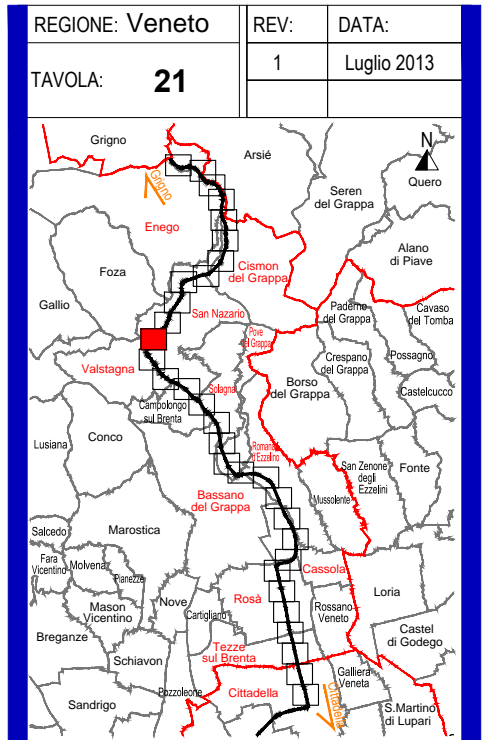 REGIONE: Veneto
REV:
DATA:
TAVOLA: 21
1
Luglio 2013
Grigno
Arsié
N
Quero
Grigno
Seren
del Grappa
Enego
Alano
di Piave
Foza
Cismon
del Grappa
Gallio
San Nazario
Paderno
del Grappa
Cavaso
del Tomba
Pove
del Grappa
Crespano
del Grappa
Possagno
Valstagna
Solagna
Borso
del Grappa
Castelcucco
Campolongo
sul Brenta
Lusiana
Conco
Romano
d'Ezzelino
San Zenone
degli
Ezzelini
Fonte
Bassano
del Grappa
Mussolente
Salcedo
Marostica
Fara
Vicentino
Molvena
Pianezze
Cassola
Loria
Rosà
Mason
Vicentino
Nove
Cartigliano
Rossano
Veneto
Breganze
Castel
di Godego
Schiavon
Tezze
sul Brenta
Galliera
Veneta
Pozzoleone
Cittadella
Cittadella
Sandrigo
S.Martino
di Lupari